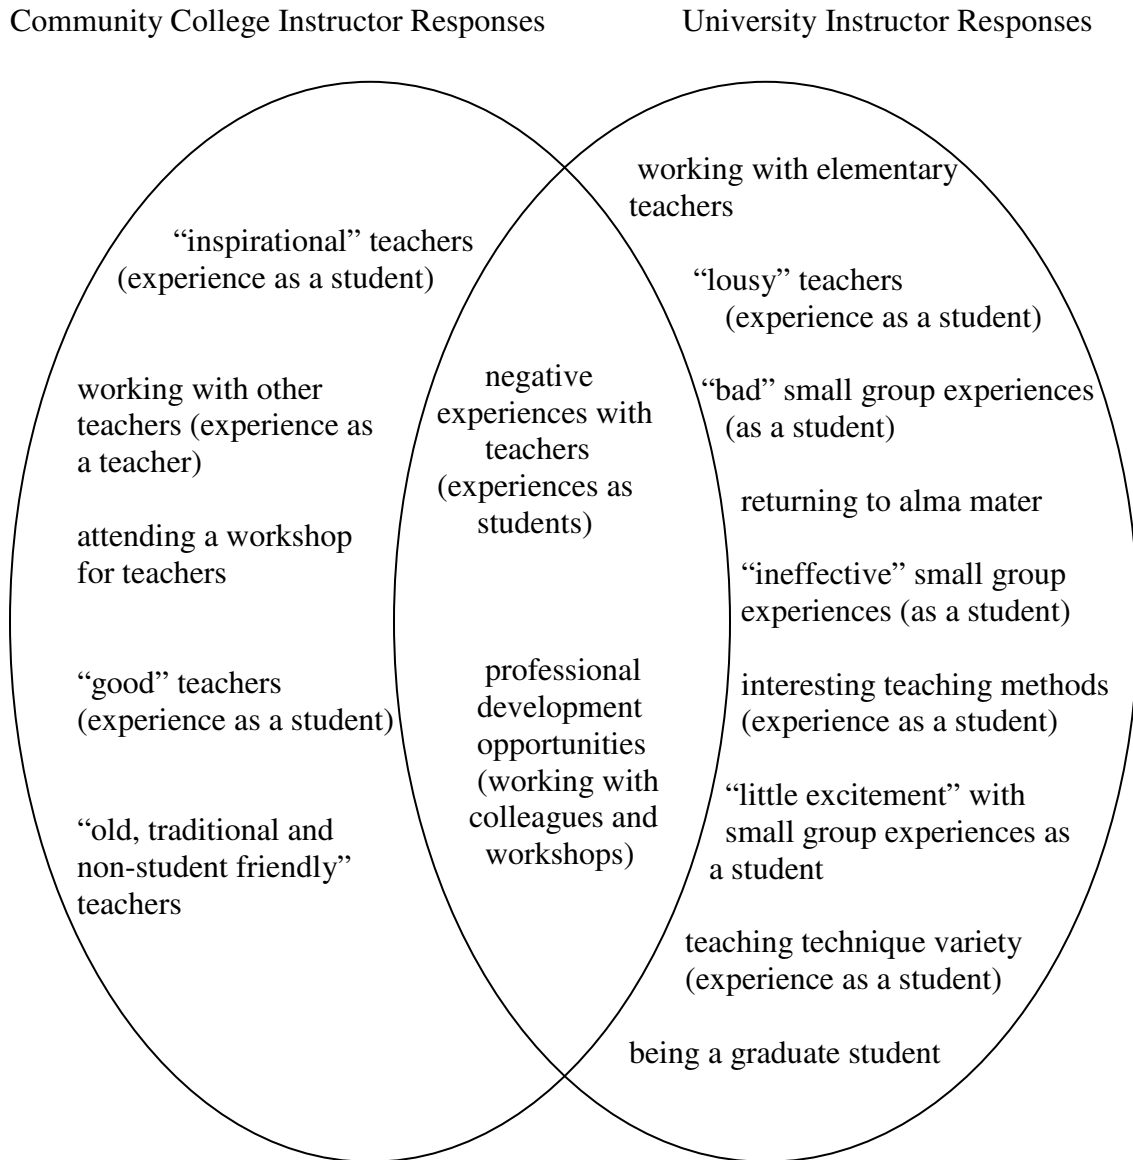 Community College Instructor Responses
University Instructor Responses
“inspirational” teachers
(experience as a student)
working with other
teachers (experience as
a teacher)
attending a workshop
for teachers
“good” teachers
(experience as a student)
“old, traditional and
non-student friendly”
teachers
negative
experiences with
teachers
(experiences as
students)
professional
development
opportunities
(working with
colleagues and
workshops)
working with elementary
teachers
“lousy” teachers
(experience as a student)
“bad” small group experiences
(as a student)
returning to alma mater
“ineffective” small group
experiences (as a student)
interesting teaching methods
(experience as a student)
“little excitement” with
small group experiences as
a student
teaching technique variety
(experience as a student)
being a graduate student